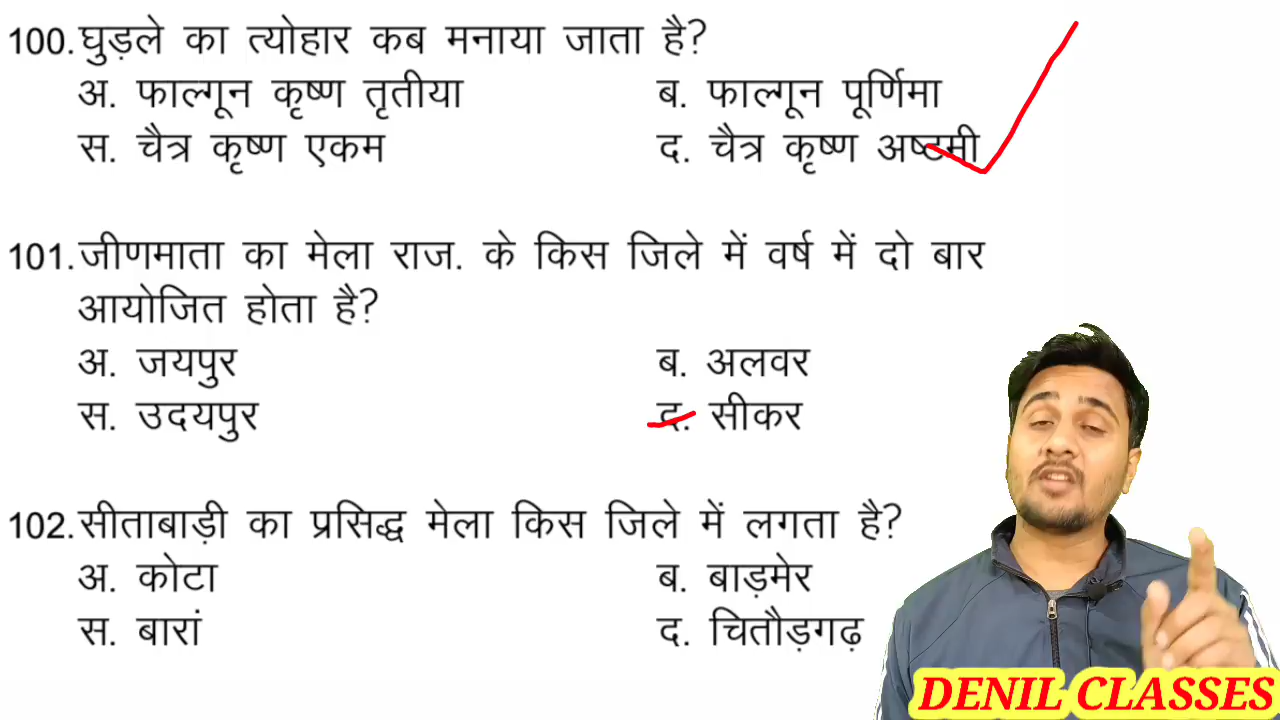 100. घुड़ले का त्योहार कब मनाया जाता है?
अ. फाल्गून कृष्ण तृतीया ब. फाल्गून पूर्णिमा
स. चैत्र कृष्ण एकम द. चैत्र कृष्ण अष्टमी
101. जीणमाता का मेला राज. के किस जिले में वर्ष में दो बार
आयोजित होता है?
अ. जयपुर ब. अलवर
स. उदयपुर द. सीकर
102. सीताबाड़ी का प्रसिद्ध मेला किस जिले में लगता है?
अ. कोटा ब. बाड़मेर
स. बारां द. चितौड़गढ़
DENIL CLASSES